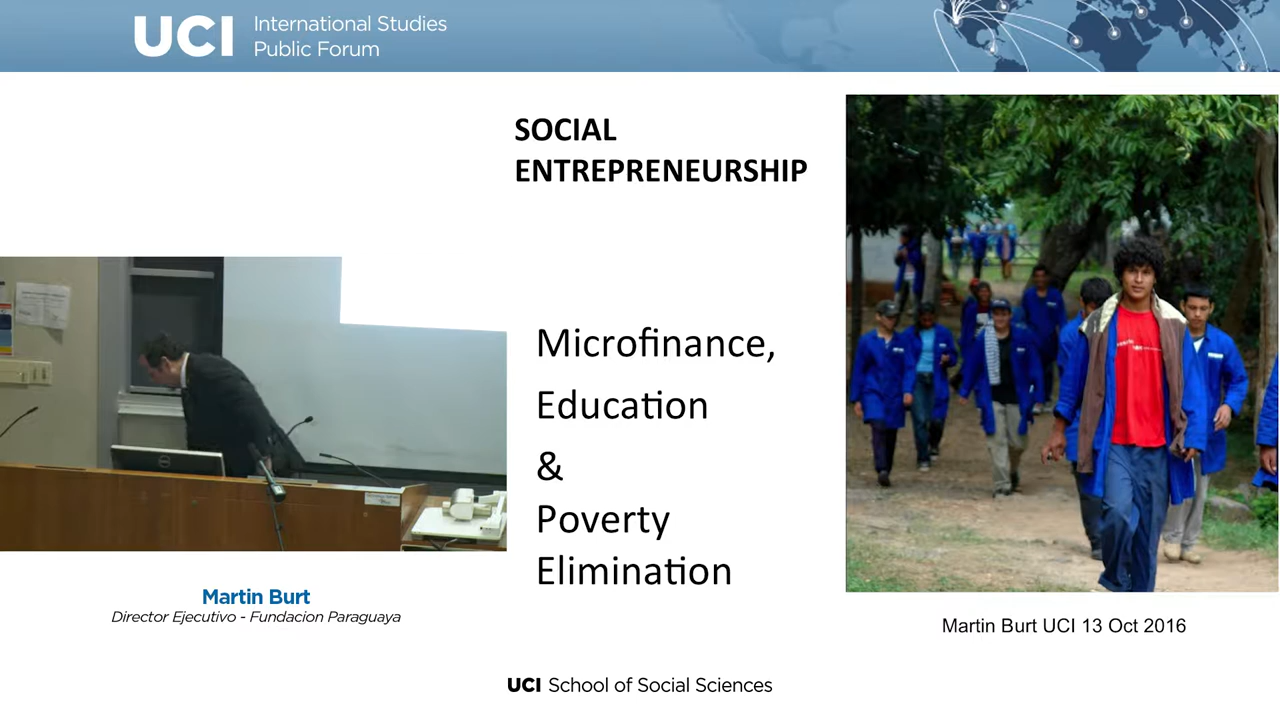 UCI International Studies
Public Forum
SOCIAL
ENTREPRENEURSHIP
Microfinance,
Education
&
Poverty
Elimination
Martin Burt
Director Ejecutivo - Fundacion Paraguaya
Martin Burt UCI 13 Oct 2016
UCI School of Social Sciences